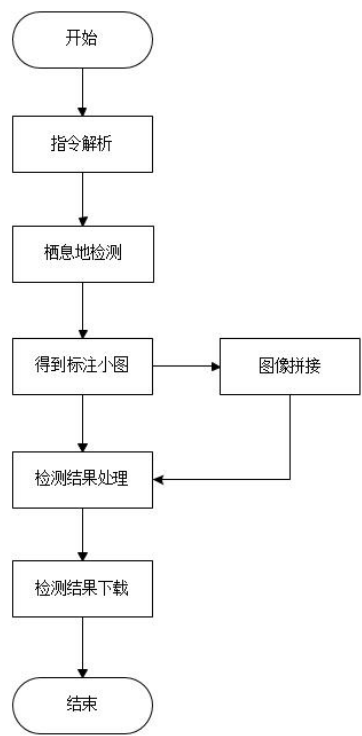 开始
指令解析
栖息地检测
得到标注小图
图像拼接
检测结果处理
检测结果下载
结束